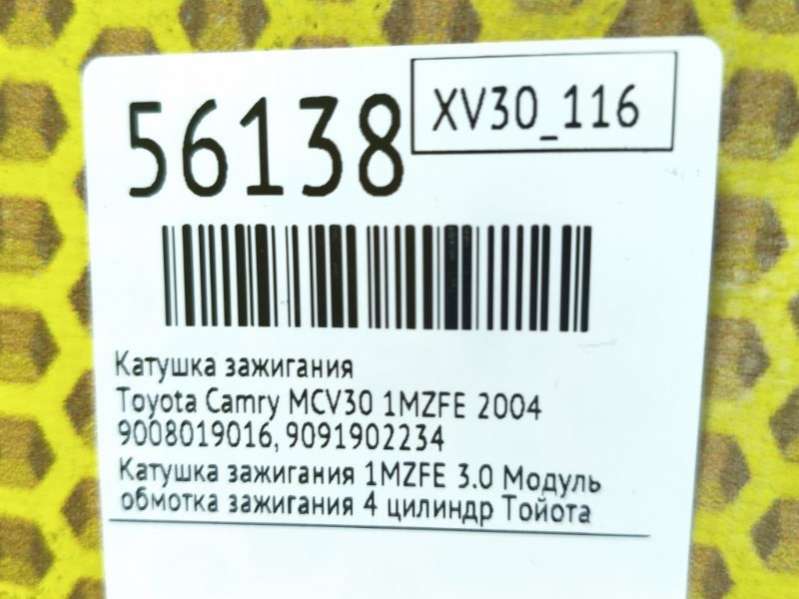 56138
XV30_116
Катушка зажигания
Toyota Camry MCV30 1MZFE 2004
9008019016, 9091902234
Катушка зажигания 1MZFE 3.0 Модуль
обмотка зажигания 4 цилиндр Тойота